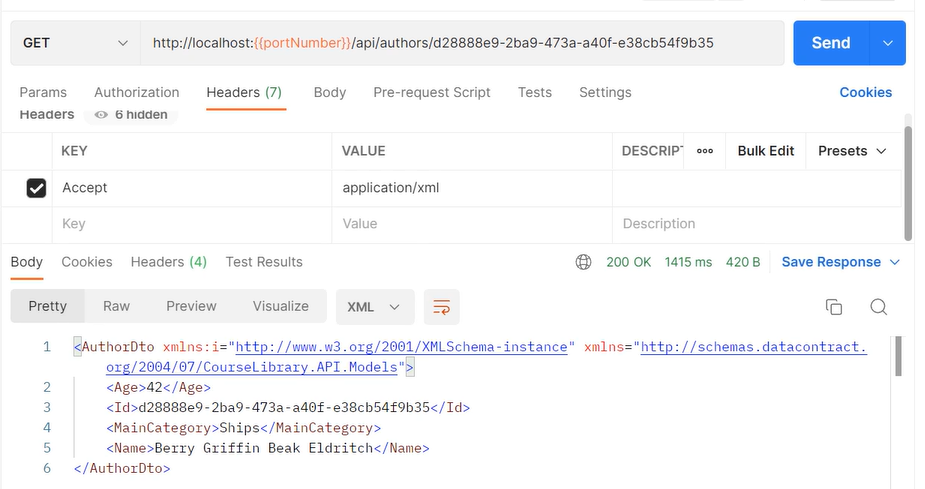 GET http://localhost:{{portNumber}}/api/authors/d28888e9-2ba9-473a-a40f-e38cb54f9b35 Send
Params Authorization Headers (7) Body Pre-request Script Tests Settings Cookies
Headers 6 hidden
KEY VALUE DESCRIPT ooo Bulk Edit Presets
Accept application/xml
Key Value Description
Body Cookies Headers (4) Test Results 200 OK 1415 ms 420 B Save Response
Pretty Raw Preview Visualize XML
1 <AuthorDto xmlns:i="http://www.w3.org/2001/XMLSchema-instance" xmlns="http://schemas.datacontract.
org/2004/07/CourseLibrary.API.Models">
2 <Age>42</Age>
3 <Id>d28888e9-2ba9-473a-a40f-e38cb54f9b35</Id>
4 <MainCategory>Ships</MainCategory>
5 <Name>Berry Griffin Beak Eldritch</Name>
6 </AuthorDto>